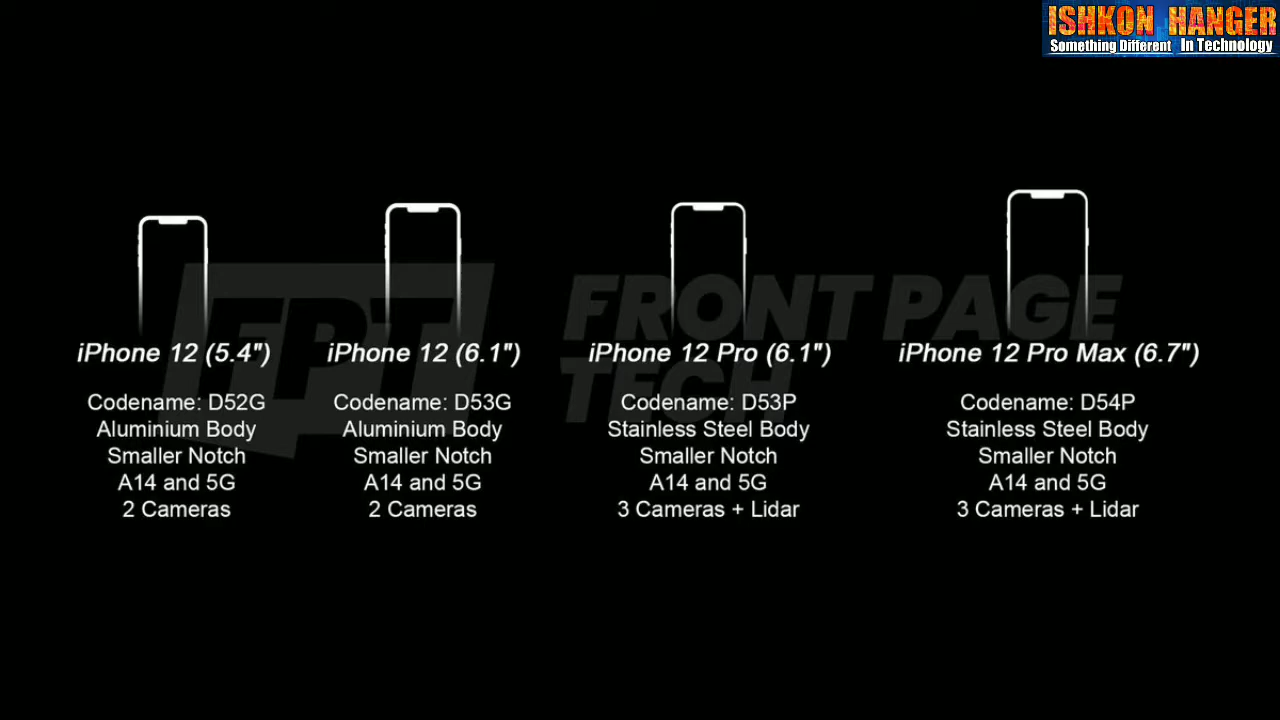 ISHKON HANGER
Something Different In Technology
FPT
FRONT PAGE
TECH
iPhone 12 (5.4")
Codename: D52G
Aluminium Body
Smaller Notch
A14 and 5G
2 Cameras
iPhone 12 (6.1")
Codename: D53G
Aluminium Body
Smaller Notch
A14 and 5G
2 Cameras
iPhone 12 Pro (6.1")
Codename: D53P
Stainless Steel Body
Smaller Notch
A14 and 5G
3 Cameras + Lidar
iPhone 12 Pro Max (6.7")
Codename: D54P
Stainless Steel Body
Smaller Notch
A14 and 5G
3 Cameras + Lidar